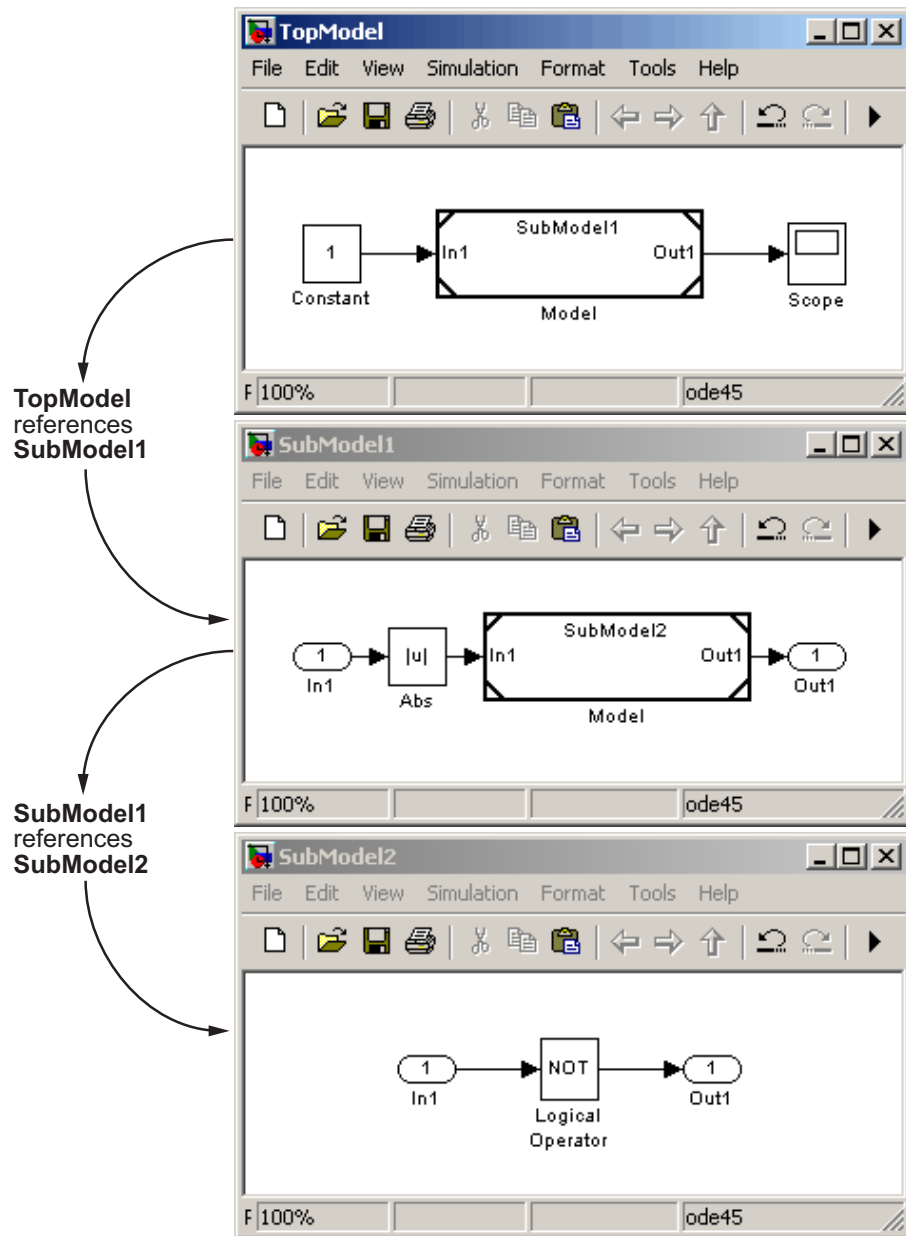 TopModel
File Edit View Simulation Format Tools Help
1
Constant
SubModel1
In1 Out1
Model
Scope
F 100% ode45
TopModel
references
SubModel1
SubModel1
File Edit View Simulation Format Tools Help
1
In1
|u|
Abs
SubModel2
In1 Out1
Model
1
Out1
F 100% ode45
SubModel1
references
SubModel2
SubModel2
File Edit View Simulation Format Tools Help
1
In1
NOT
Logical
Operator
1
Out1
F 100% ode45